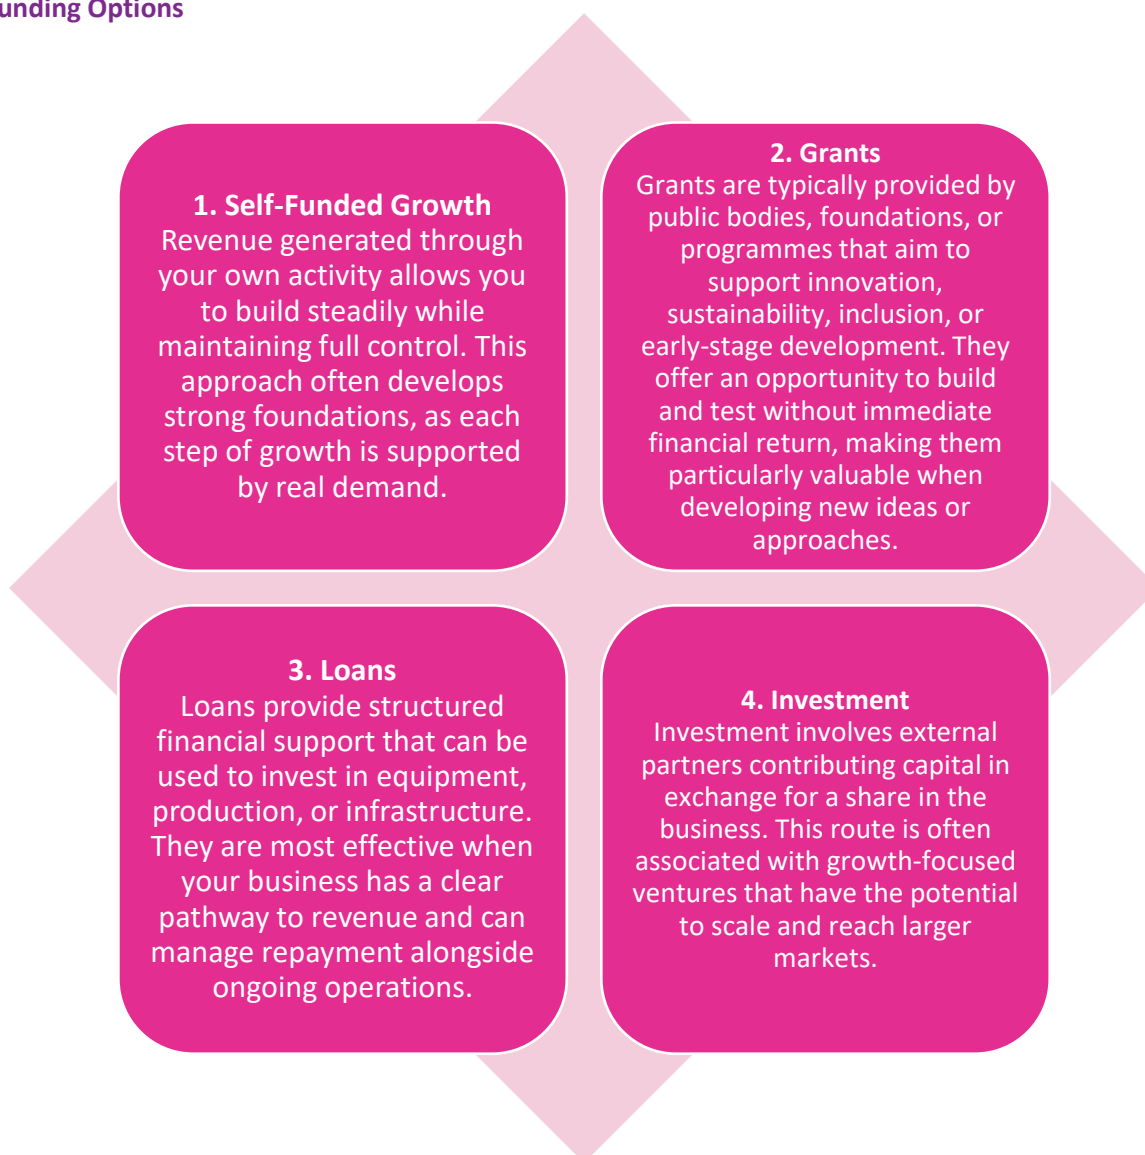 unding Options
1. Self-Funded Growth
Revenue generated through
your own activity allows you
to build steadily while
maintaining full control. This
approach often develops
strong foundations, as each
step of growth is supported
by real demand.
2. Grants
Grants are typically provided by
public bodies, foundations, or
programmes that aim to
support innovation,
sustainability, inclusion, or
early-stage development. They
offer an opportunity to build
and test without immediate
financial return, making them
particularly valuable when
developing new ideas or
approaches.
3. Loans
Loans provide structured
financial support that can be
used to invest in equipment,
production, or infrastructure.
They are most effective when
your business has a clear
pathway to revenue and can
manage repayment alongside
ongoing operations.
4. Investment
Investment involves external
partners contributing capital in
exchange for a share in the
business. This route is often
associated with growth-focused
ventures that have the potential
to scale and reach larger
markets.